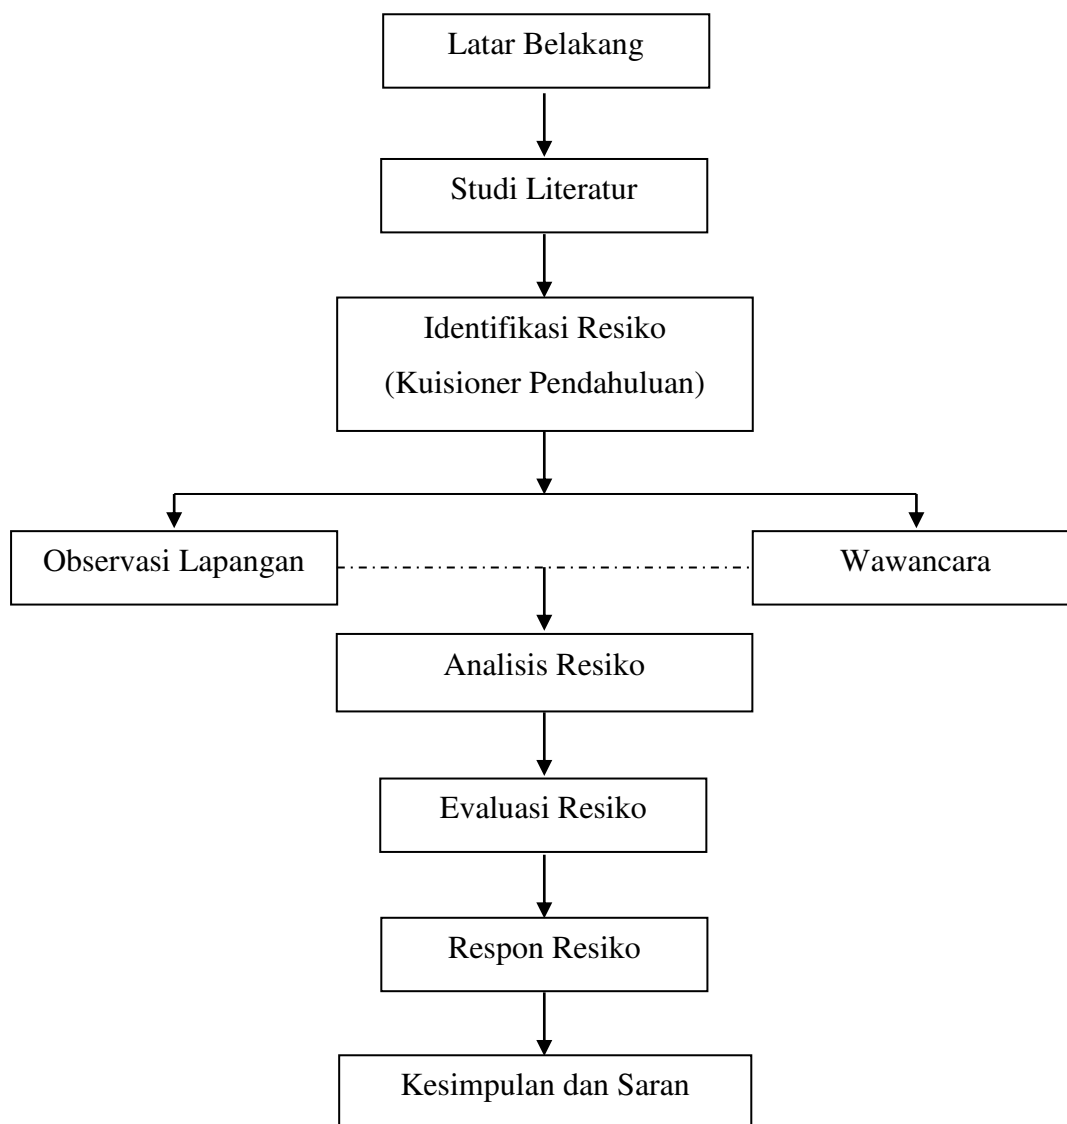 Latar Belakang
Studi Literatur
Identifikasi Resiko
(Kuisioner Pendahuluan)
Observasi Lapangan
Wawancara
Analisis Resiko
Evaluasi Resiko
Respon Resiko
Kesimpulan dan Saran